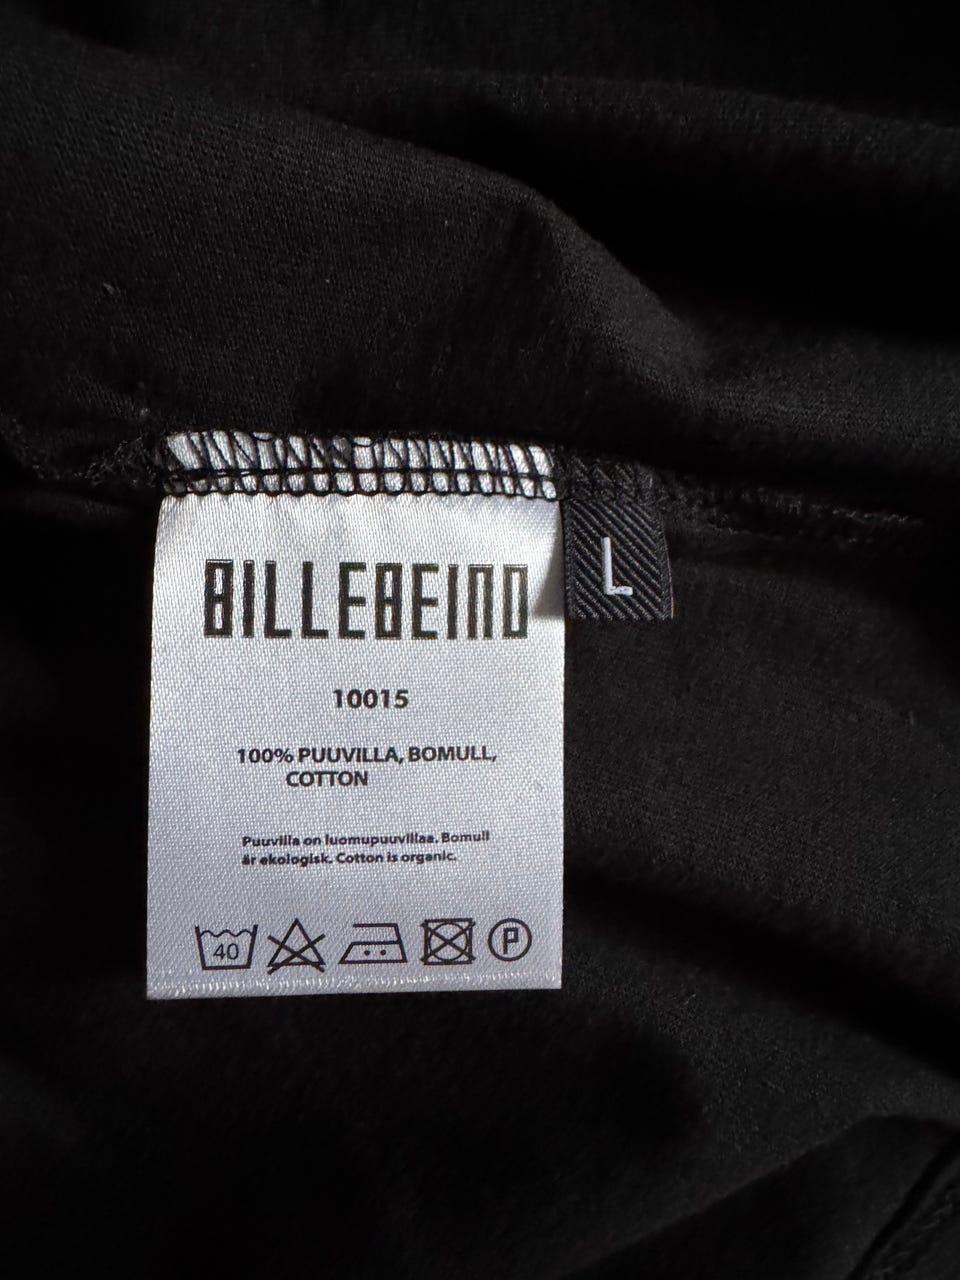 BILLEBEINO
L
10015
100% PUUVILLA, BOMULL,
COTTON
Puuvilla on luomupuuvillaa. Bomull
är ekologisk. Cotton is organic.
40
P